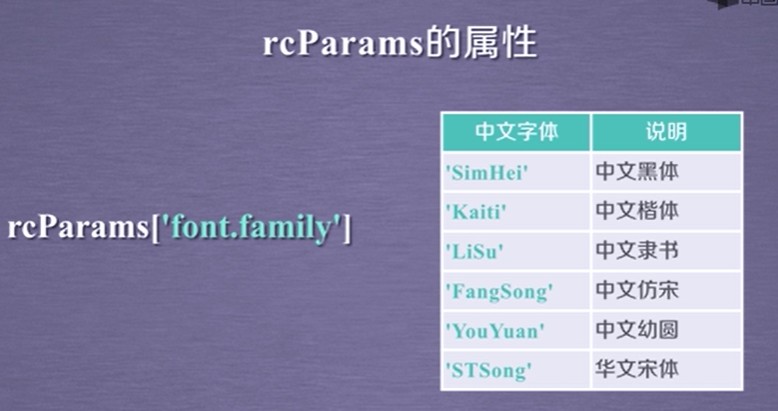 rcParams的属性
rcParams['font.family']
中文字体 说明
'SimHei' 中文黑体
'Kaiti' 中文楷体
'LiSu' 中文隶书
'FangSong' 中文仿宋
'YouYuan' 中文幼圆
'STSong' 华文宋体